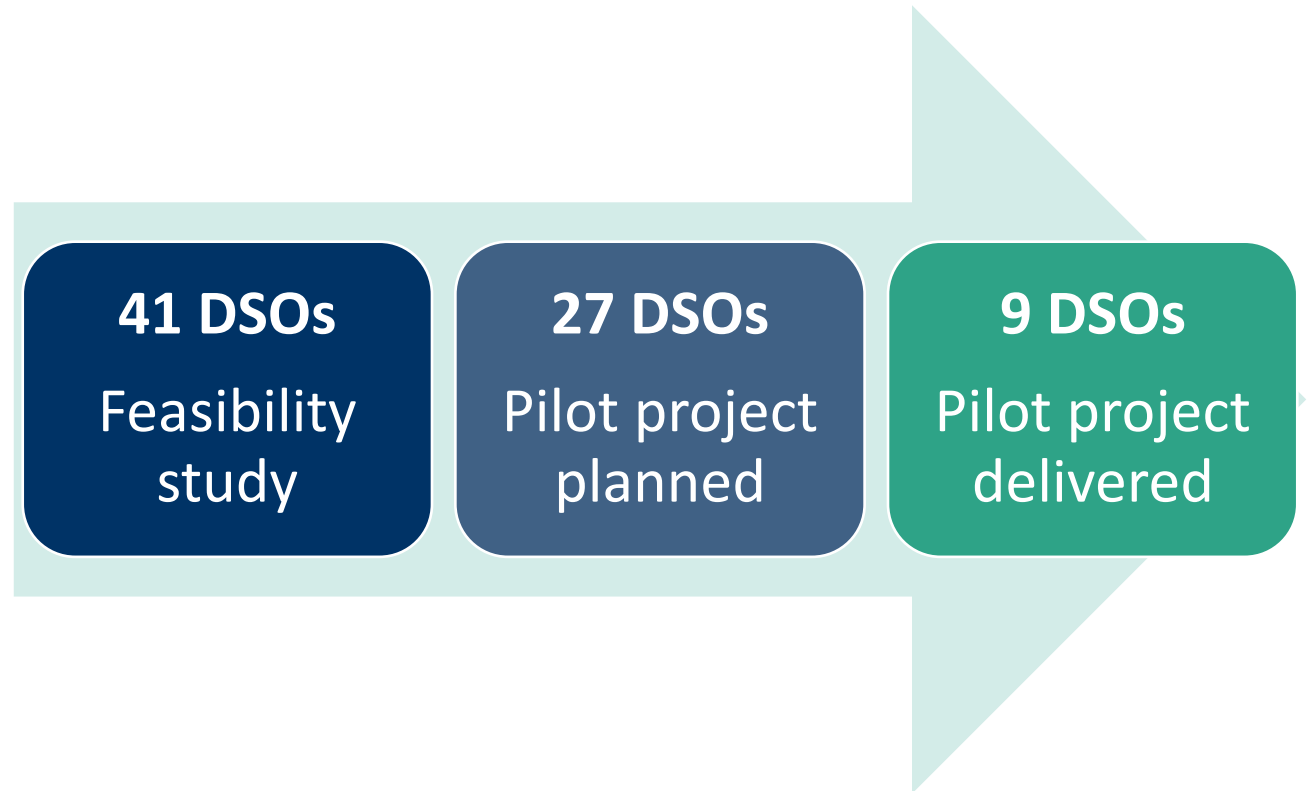 41 DSOs
Feasibility
study
27 DSOs
Pilot project
planned
9 DSOs
Pilot project
delivered